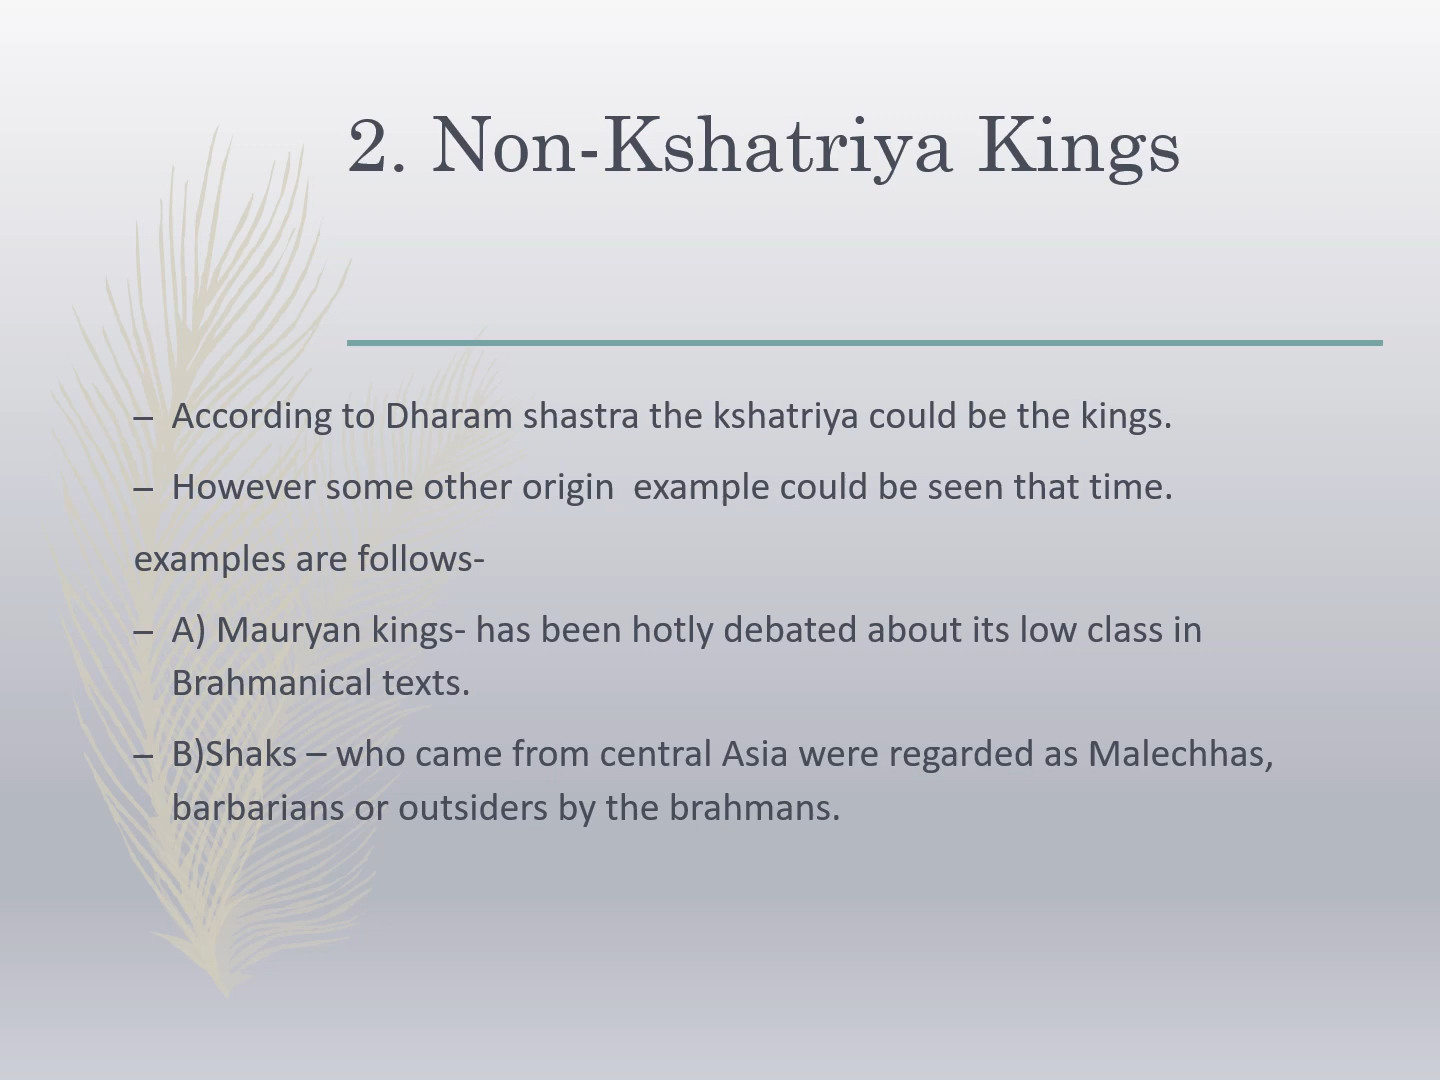 2. Non-Kshatriya Kings
– According to Dharam shastra the kshatriya could be the kings.
– However some other origin  example could be seen that time.
examples are follows-
– A) Mauryan kings- has been hotly debated about its low class in
Brahmanical texts.
– B)Shaks – who came from central Asia were regarded as Malechhas,
barbarians or outsiders by the brahmans.